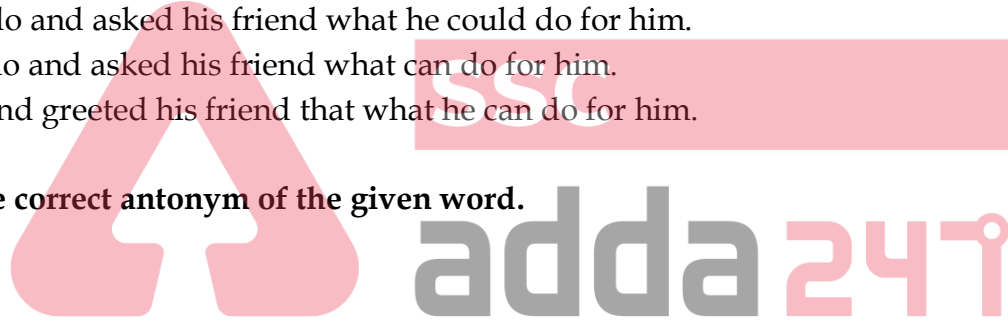 lo and asked his friend what he could do for him.
lo and asked his friend what can do for him.
nd greeted his friend that what he can do for him.
SSC
e correct antonym of the given word.
adda247